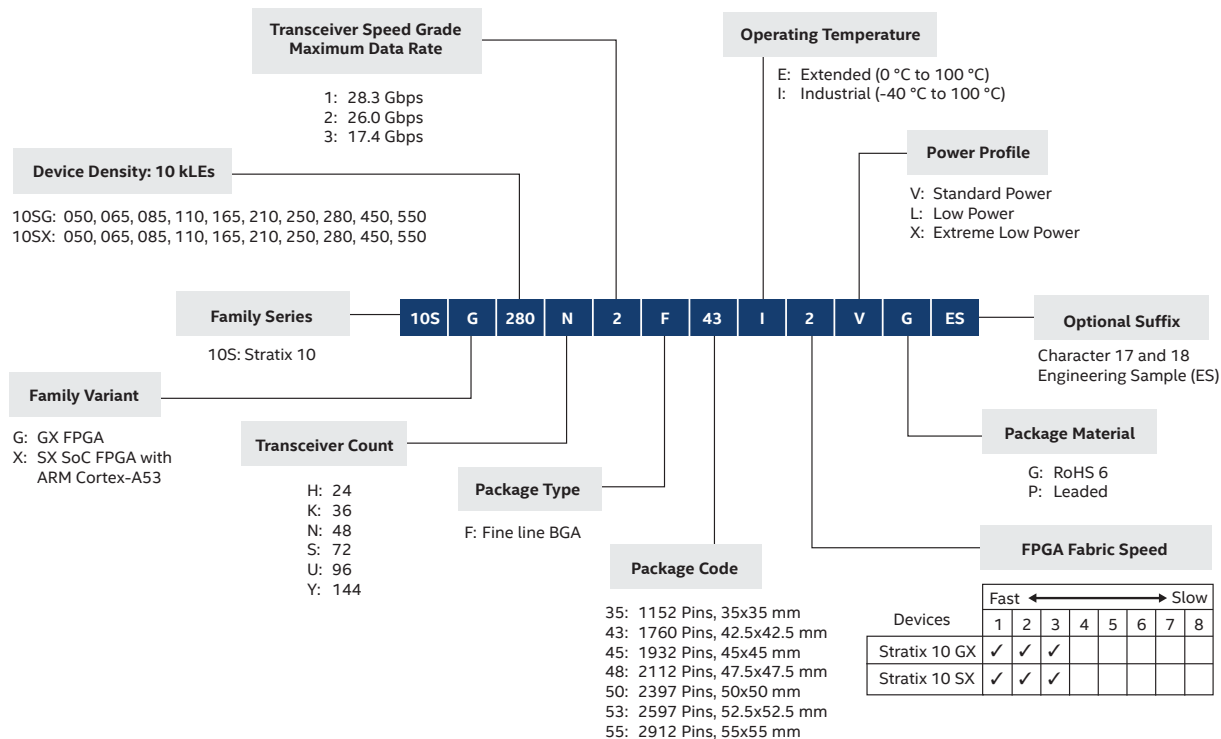 Transceiver Speed Grade
Maximum Data Rate
1: 28.3 Gbps
2: 26.0 Gbps
3: 17.4 Gbps
Operating Temperature
E: Extended (0 °C to 100 °C)
I: Industrial (-40 °C to 100 °C)
Device Density: 10 kLEs
10SG: 050, 065, 085, 110, 165, 210, 250, 280, 450, 550
10SX: 050, 065, 085, 110, 165, 210, 250, 280, 450, 550
Power Profile
V: Standard Power
L: Low Power
X: Extreme Low Power
Family Series
10S: Stratix 10
10S G 280 N 2 F 43 I 2 V G ES
Optional Suffix
Character 17 and 18
Engineering Sample (ES)
Family Variant
G: GX FPGA
X: SX SoC FPGA with
ARM Cortex-A53
Transceiver Count
H: 24
K: 36
N: 48
S: 72
U: 96
Y: 144
Package Type
F: Fine line BGA
Package Code
35: 1152 Pins, 35x35 mm
43: 1760 Pins, 42.5x42.5 mm
45: 1932 Pins, 45x45 mm
48: 2112 Pins, 47.5x47.5 mm
50: 2397 Pins, 50x50 mm
53: 2597 Pins, 52.5x52.5 mm
55: 2912 Pins, 55x55 mm
Package Material
G: RoHS 6
P: Leaded
FPGA Fabric Speed
Fast Slow
Devices 1 2 3 4 5 6 7 8
Stratix 10 GX ✓ ✓ ✓
Stratix 10 SX ✓ ✓ ✓